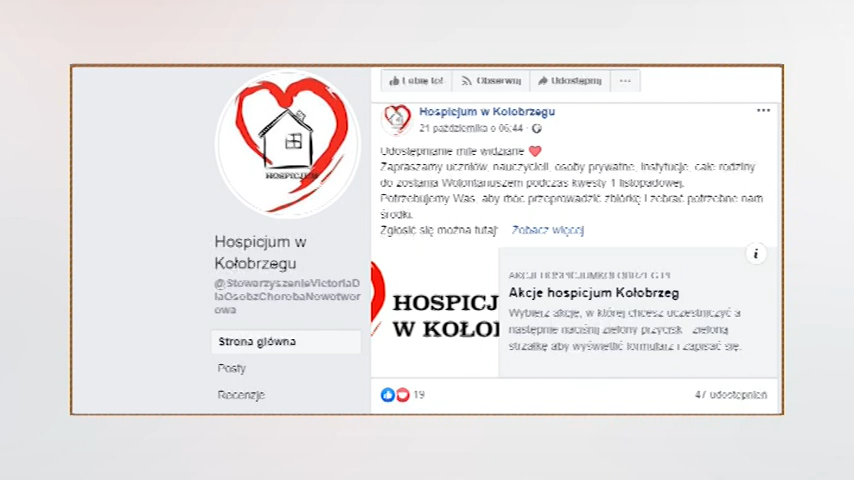 HOSPICJUM
Hospicjum w
Kołobrzegu
@StowarzyszenieVictoriaD
laOsobzChorobaNowotwor
owa
Strona główna
Posty
Recenzje
Lubię to!
Obserwuj
Udostępnij
...
Hospicjum w Kołobrzegu
21 października o 06:44 ·
Udostępnianie mile widziane ❤
Zapraszamy uczniów, nauczycieli, osoby prywatne, instytucje, całe rodziny
do zostania Wolontariuszem podczas kwesty 1 listopadowej.
Potrzebujemy Was, aby móc przeprowadzić zbiórkę i zebrać potrzebne nam
środki.
Zgłosić się można tutaj: Zobacz więcej
HOSPICJ
W KOŁO
AKCJE.HOSPICJUMKOLOBRZEG.PL
Akcje hospicjum Kołobrzeg
Wybierz akcję, w której chcesz uczestniczyć a
następnie naciśnij zielony przycisk zieloną
strzałkę aby wyświetlić formularz i zapisać się.
19
47 udostępnień